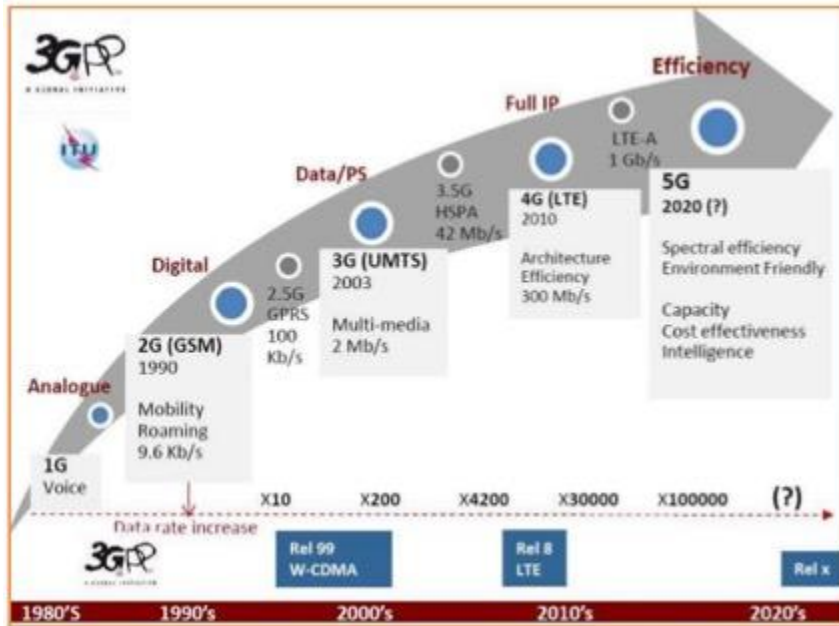 3GPP
A GLOBAL INITIATIVE
ITU
Efficiency
Full IP
LTE-A
1 Gb/s
Data/PS
3.5G
HSPA
42 Mb/s
4G (LTE)
2010
Architecture
Efficiency
300 Mb/s
5G
2020 (?)
Spectral efficiency
Environment Friendly
Capacity
Cost effectiveness
Intelligence
Digital
2.5G
GPRS
100
Kb/s
3G (UMTS)
2003
Multi-media
2 Mb/s
Analogue
2G (GSM)
1990
Mobility
Roaming
9.6 Kb/s
1G
Voice
X10 X200 X4200 X30000 X100000 (?)
Data rate increase
3GPP
A GLOBAL INITIATIVE
Rel 99
W-CDMA
Rel 8
LTE
Rel x
1980'S 1990's 2000's 2010's 2020's